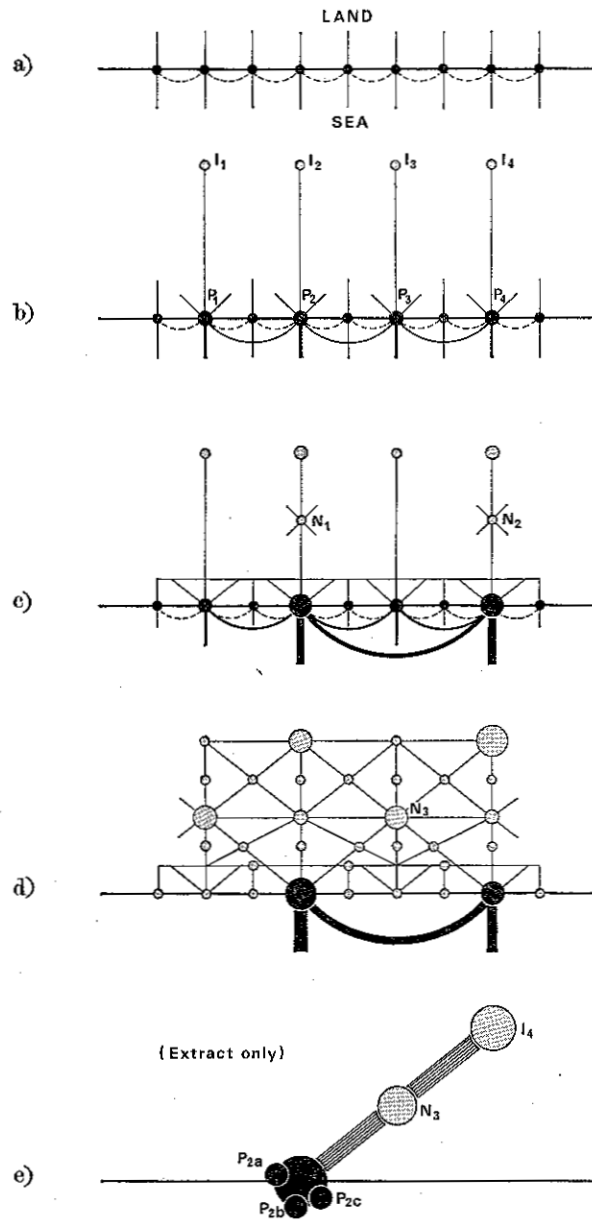 LAND
a)
SEA
I1 I2 I3 I4
P1 P2 P3 P4
b)
N1 N2
c)
N3
d)
(Extract only)
I4
N3
P2a
e)
P2b P2c